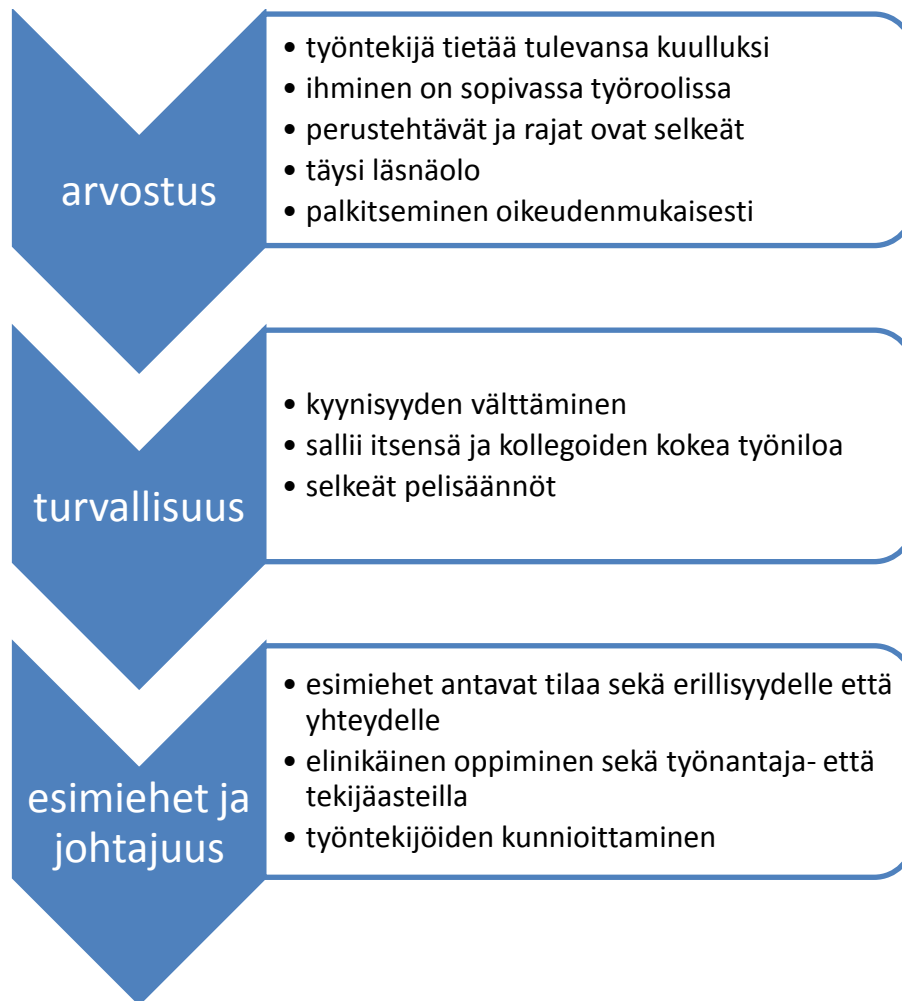 arvostus
• työntekijä tietää tulevansa kuulluksi
• ihminen on sopivassa työroolissa
• perustehtävät ja rajat ovat selkeät
• täysi läsnäolo
• palkitseminen oikeudenmukaisesti
turvallisuus
• kyynisyyden välttäminen
• sallii itsensä ja kollegoiden kokea työniloa
• selkeät pelisäännöt
esimiehet ja
johtajuus
• esimiehet antavat tilaa sekä erillisyydelle että
yhteydelle
• elinikäinen oppiminen sekä työnantaja- että
tekijäasteilla
• työntekijöiden kunnioittaminen